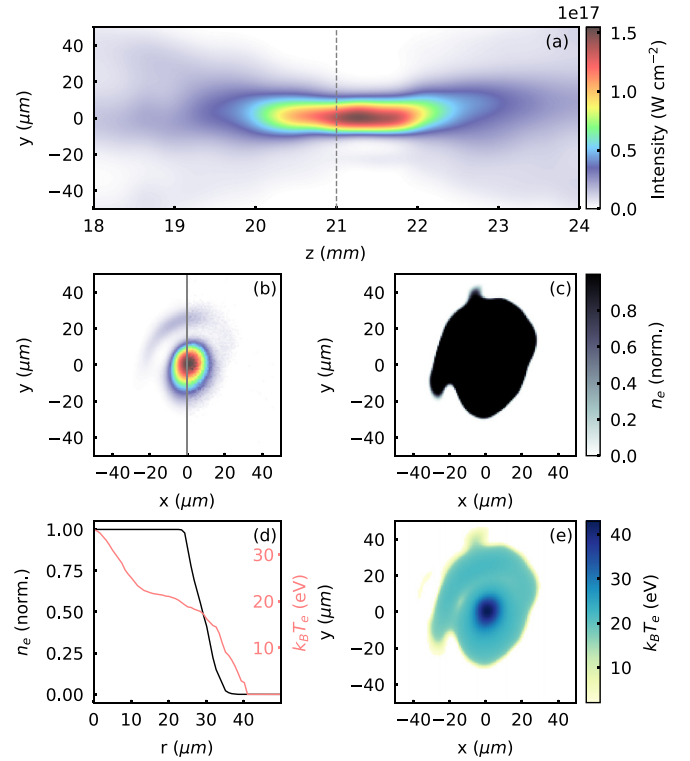 1e17
(a)
y (μm)
40
20
0
−20
−40
18
19
20
21
22
23
24
z (mm)
1.5
1.0
0.5
0.0
Intensity (W cm⁻²)
(b)
y (μm)
40
20
0
−20
−40
−40 −20 0 20 40
x (μm)
(c)
y (μm)
40
20
0
−20
−40
−40 −20 0 20 40
x (μm)
0.8
0.6
0.4
0.2
0.0
nₑ (norm.)
(d)
nₑ (norm.)
1.00
0.75
0.50
0.25
0.00
0 10 20 30 40
r (μm)
30
20
10
k_BTₑ (eV)
(e)
y (μm)
40
20
0
−20
−40
−40 −20 0 20 40
x (μm)
40
30
20
10
k_BTₑ (eV)